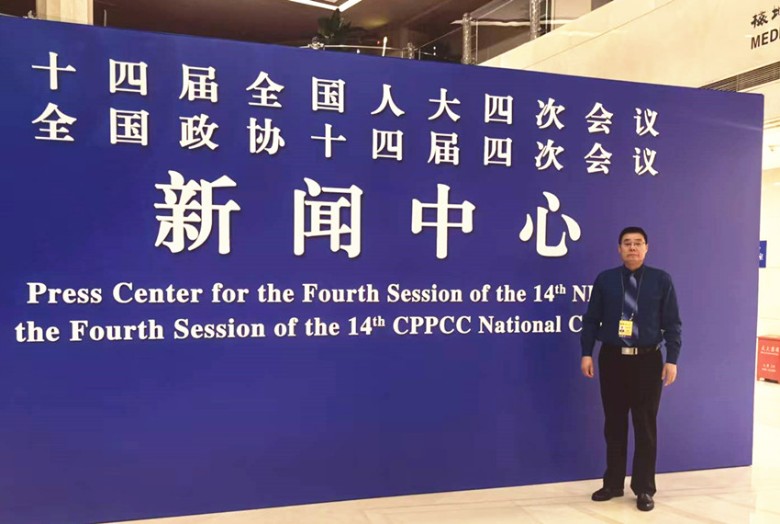 十四届全国人大四次会议
全国政协十四届四次会议
新闻中心
Press Center for the Fourth Session of the 14th
the Fourth Session of the 14th CPPCC National
MED